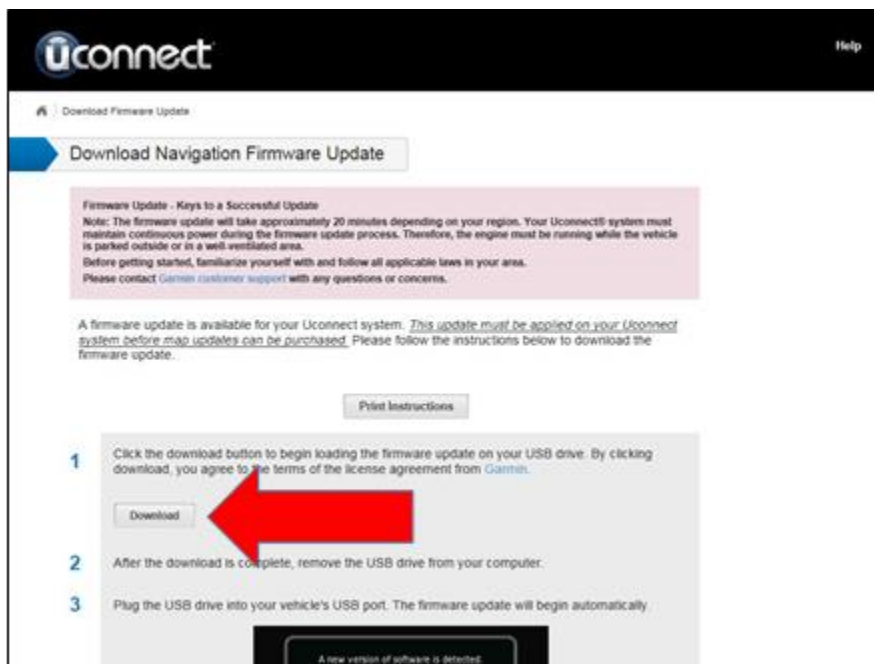 uconnect
Help
Download Firmware Update
Download Navigation Firmware Update
Firmware Update - Keys to a Successful Update
Note: The firmware update will take approximately 20 minutes depending on your region. Your Uconnect® system must
maintain continuous power during the firmware update process. Therefore, the engine must be running while the vehicle
is parked outside or in a well-ventilated area.
Before getting started, familiarize yourself with and follow all applicable laws in your area.
Please contact Garmin customer support with any questions or concerns.
A firmware update is available for your Uconnect system. This update must be applied on your Uconnect
system before map updates can be purchased. Please follow the instructions below to download the
firmware update.
Print Instructions
1 Click the download button to begin loading the firmware update on your USB drive. By clicking
download, you agree to the terms of the license agreement from Garmin.
Download
2 After the download is complete, remove the USB drive from your computer.
3 Plug the USB drive into your vehicle's USB port. The firmware update will begin automatically.
A new version of software is detected.